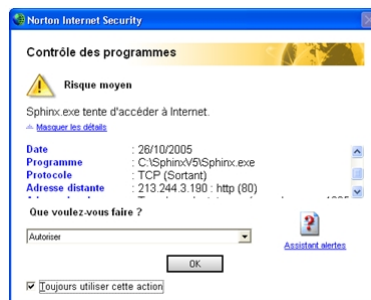 Norton Internet Security
Contrôle des programmes
Risque moyen
Sphinx.exe tente d'accéder à Internet.
Masquer les détails
Date : 26/10/2005
Programme : C:\SphinxV5\Sphinx.exe
Protocole : TCP (Sortant)
Adresse distante : 213.244.3.190 : http (80)
Que voulez-vous faire ?
Autoriser
Assistant alertes
OK
Toujours utiliser cette action